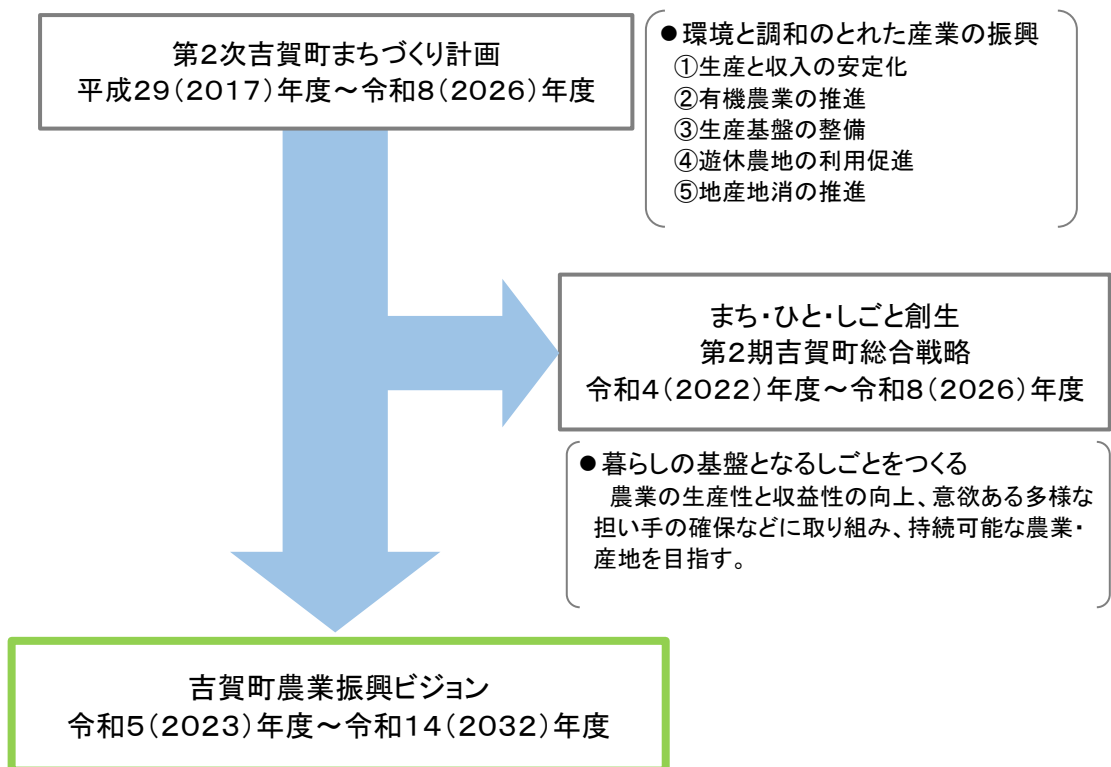 第2次吉賀町まちづくり計画
平成29(2017)年度~令和8(2026)年度
●環境と調和のとれた産業の振興
①生産と収入の安定化
②有機農業の推進
③生産基盤の整備
④遊休農地の利用促進
⑤地産地消の推進
まち・ひと・しごと創生
第2期吉賀町総合戦略
令和4(2022)年度~令和8(2026)年度
●暮らしの基盤となるしごとをつくる
農業の生産性と収益性の向上、意欲ある多様な
担い手の確保などに取り組み、持続可能な農業・
産地を目指す。
吉賀町農業振興ビジョン
令和5(2023)年度~令和14(2032)年度